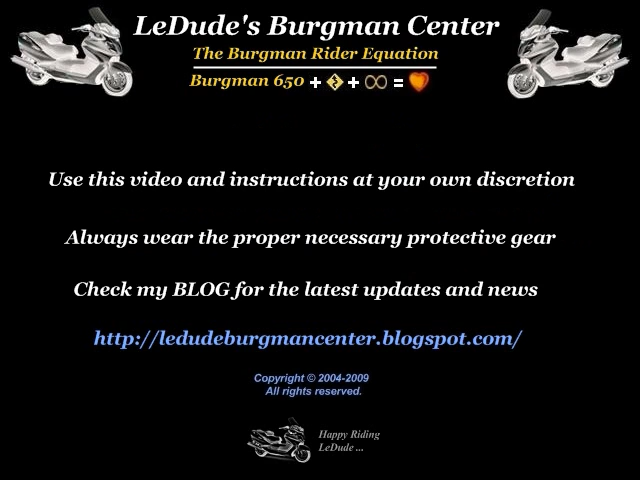 LeDude's Burgman Center
The Burgman Rider Equation
Burgman 650 + + ∞ =
Use this video and instructions at your own discretion
Always wear the proper necessary protective gear
Check my BLOG for the latest updates and news
http://ledudeburgmancenter.blogspot.com/
Copyright © 2004-2009
All rights reserved.
Happy Riding
LeDude ...